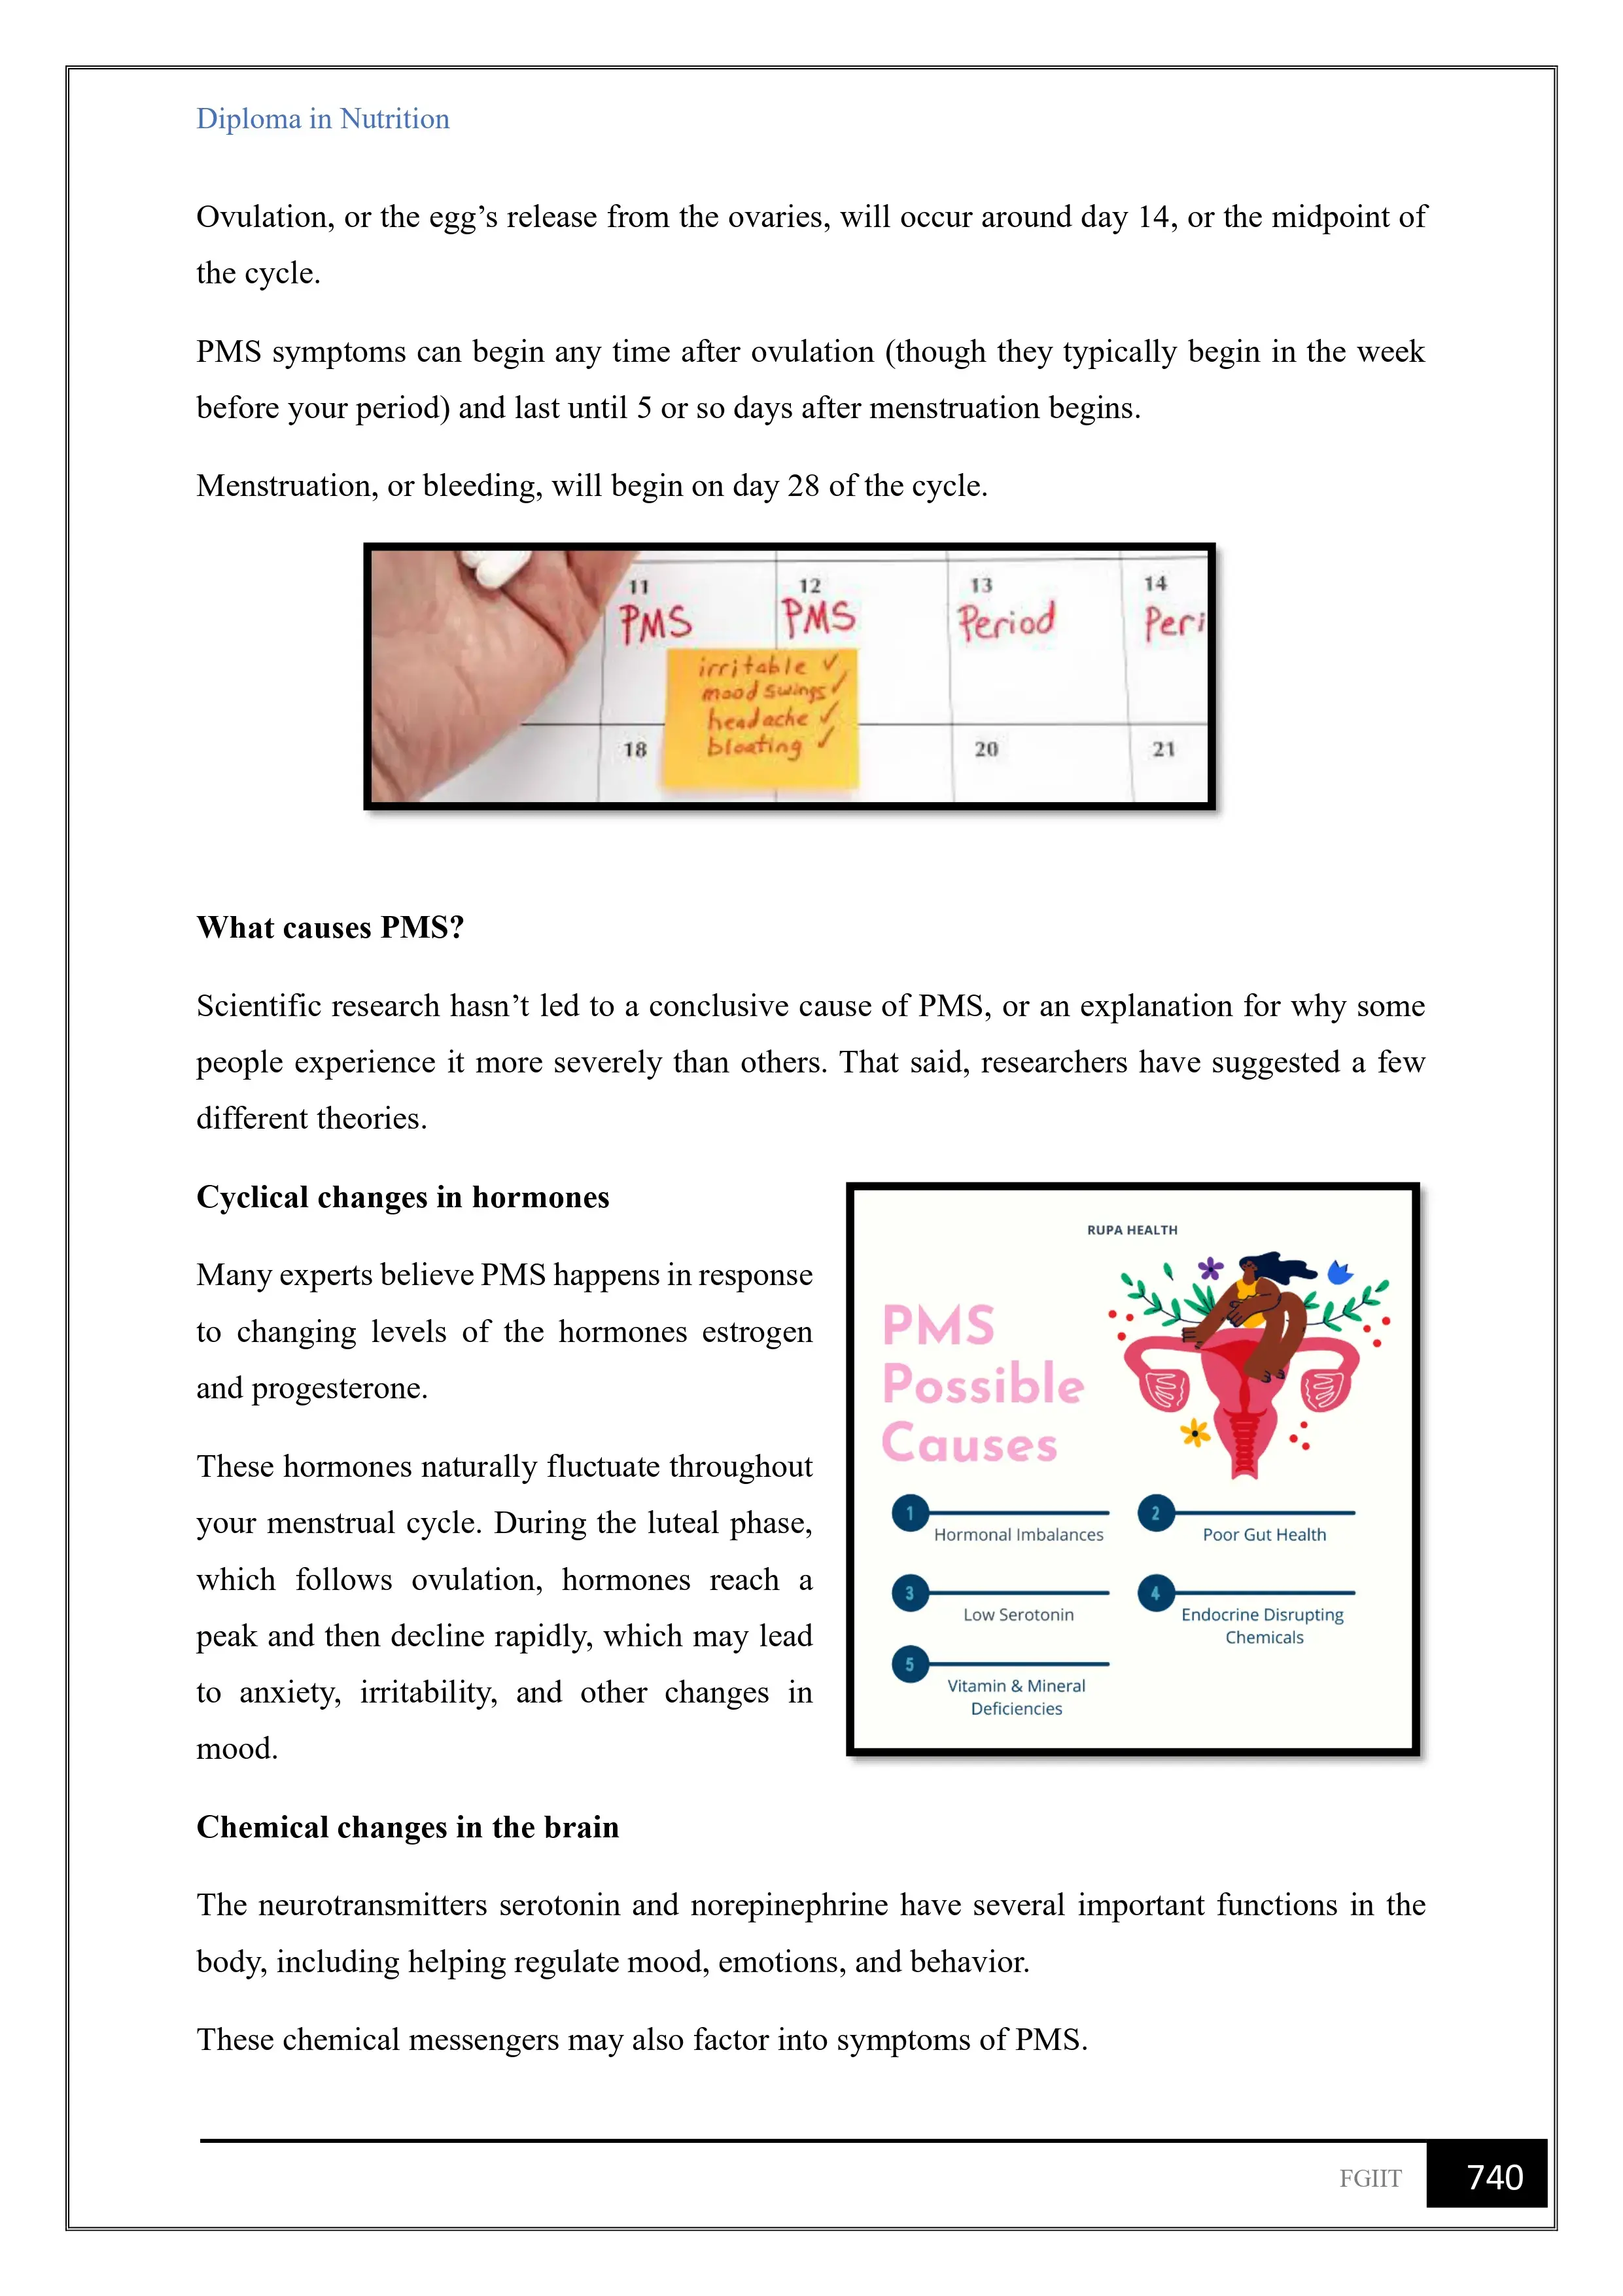 Diploma in Nutrition
Ovulation, or the egg’s release from the ovaries, will occur around day 14, or the midpoint of
the cycle.
PMS symptoms can begin any time after ovulation (though they typically begin in the week
before your period) and last until 5 or so days after menstruation begins.
Menstruation, or bleeding, will begin on day 28 of the cycle.
11 12 13 14
PMS PMS Period Peri
irritable ✓
mood swings ✓
headache ✓
bloating ✓
18 20 21
What causes PMS?
Scientific research hasn’t led to a conclusive cause of PMS, or an explanation for why some
people experience it more severely than others. That said, researchers have suggested a few
different theories.
Cyclical changes in hormones
Many experts believe PMS happens in response
to changing levels of the hormones estrogen
and progesterone.
These hormones naturally fluctuate throughout
your menstrual cycle. During the luteal phase,
which follows ovulation, hormones reach a
peak and then decline rapidly, which may lead
to anxiety, irritability, and other changes in
mood.
RUPA HEALTH
PMS
Possible
Causes
1
Hormonal Imbalances
2
Poor Gut Health
3
Low Serotonin
4
Endocrine Disrupting
Chemicals
5
Vitamin & Mineral
Deficiencies
Chemical changes in the brain
The neurotransmitters serotonin and norepinephrine have several important functions in the
body, including helping regulate mood, emotions, and behavior.
These chemical messengers may also factor into symptoms of PMS.
FGIIT 740